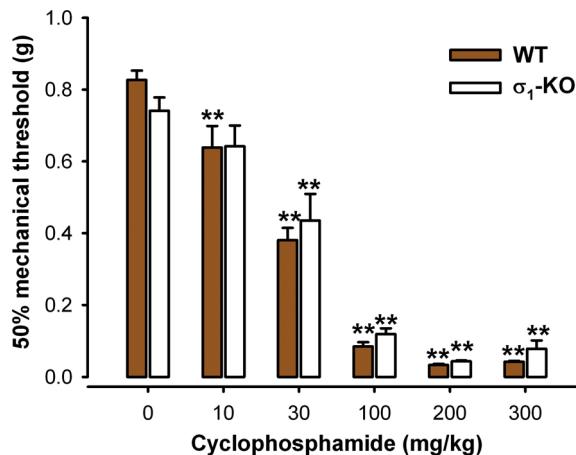 1.0
0.8
0.6
0.4
0.2
0.0
50% mechanical threshold (g)
WT
σ1-KO
**
** **
** **
** **
** **
0 10 30 100 200 300
Cyclophosphamide (mg/kg)